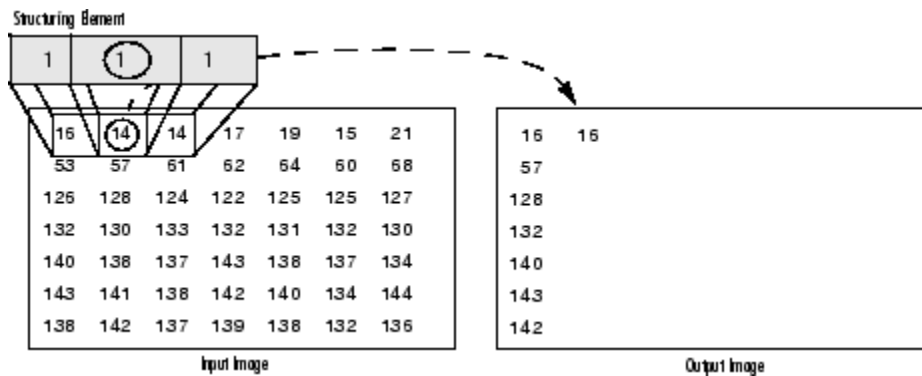 Structuring Element
1 1 1
16 14 14 17 19 15 21 16 16
53 57 61 62 64 60 68 57
126 128 124 122 125 125 127 128
132 130 133 132 131 132 130 132
140 138 137 143 138 137 134 140
143 141 138 142 140 134 144 143
138 142 137 139 138 132 136 142
Input Image Output Image